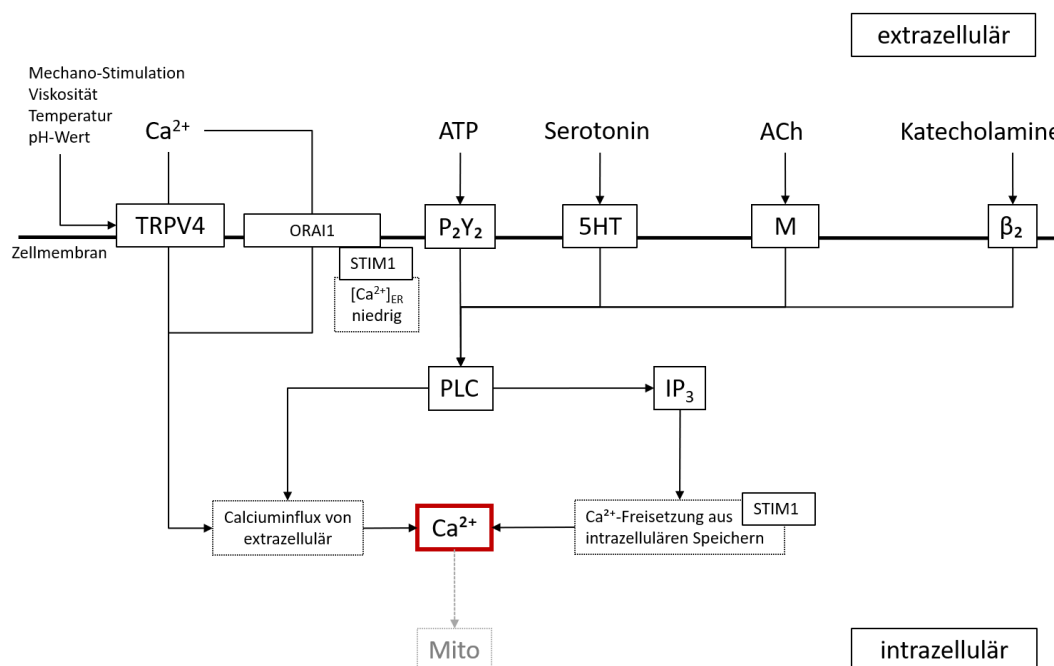 extrazellulär
Mechano-Stimulation
Viskosität
Temperatur
pH-Wert
Ca²⁺
ATP
Serotonin
ACh
Katecholamine
TRPV4
ORAI1
P₂Y₂
5HT
M
β₂
Zellmembran
STIM1
[Ca²⁺]ER
niedrig
PLC
IP₃
STIM1
Calciuminflux von
extrazellulär
Ca²⁺
Ca²⁺-Freisetzung aus
intrazellulären Speichern
Mito
intrazellulär